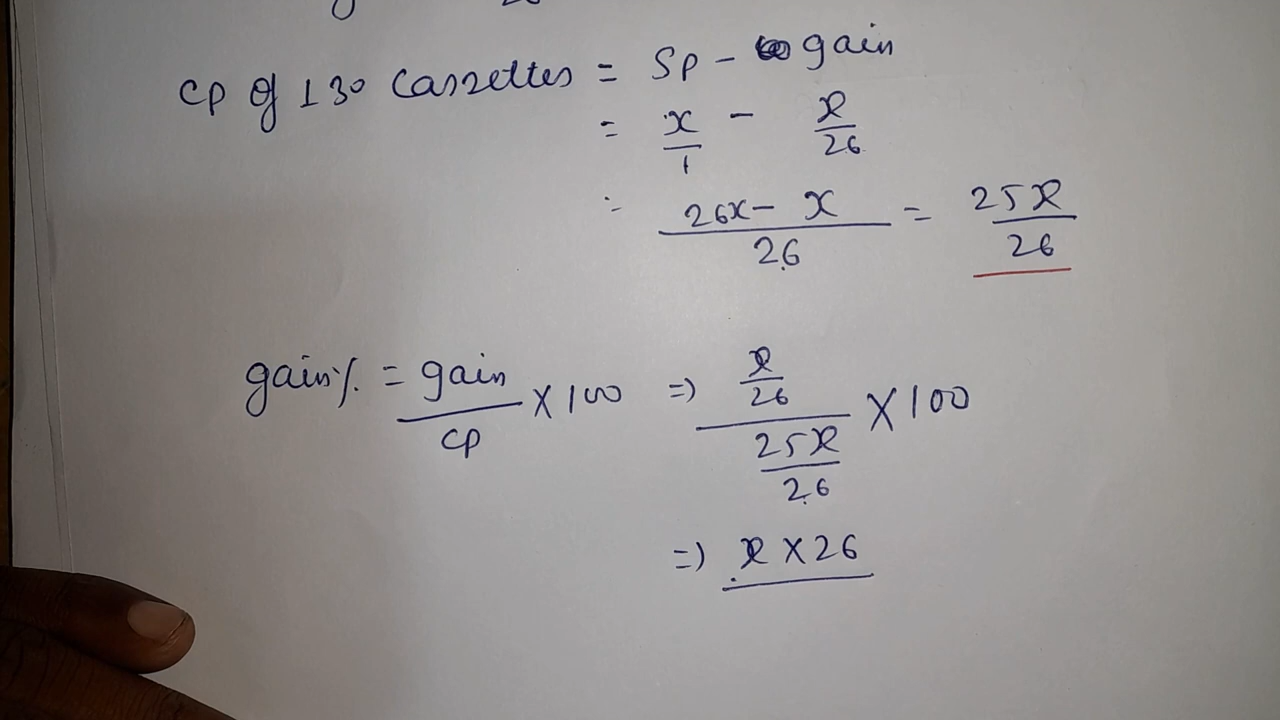 CP of 130 Cassettes = SP - gain
= x/1 - x/26
= 26x - x / 26 = 25x/26
gain% = gain/CP × 100 => x/26 / 25x/26 × 100
=> x × 26